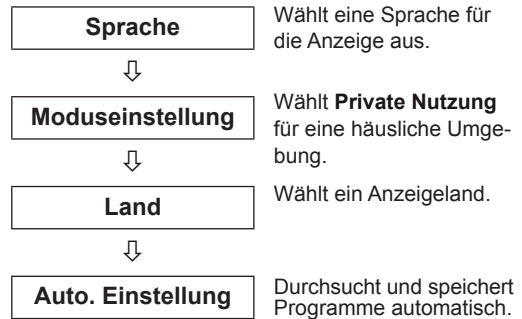 Sprache
Wählt eine Sprache für
die Anzeige aus.
Moduseinstellung
Wählt Private Nutzung
für eine häusliche Umge-
bung.
Land
Wählt ein Anzeigeland.
Auto. Einstellung
Durchsucht und speichert
Programme automatisch.